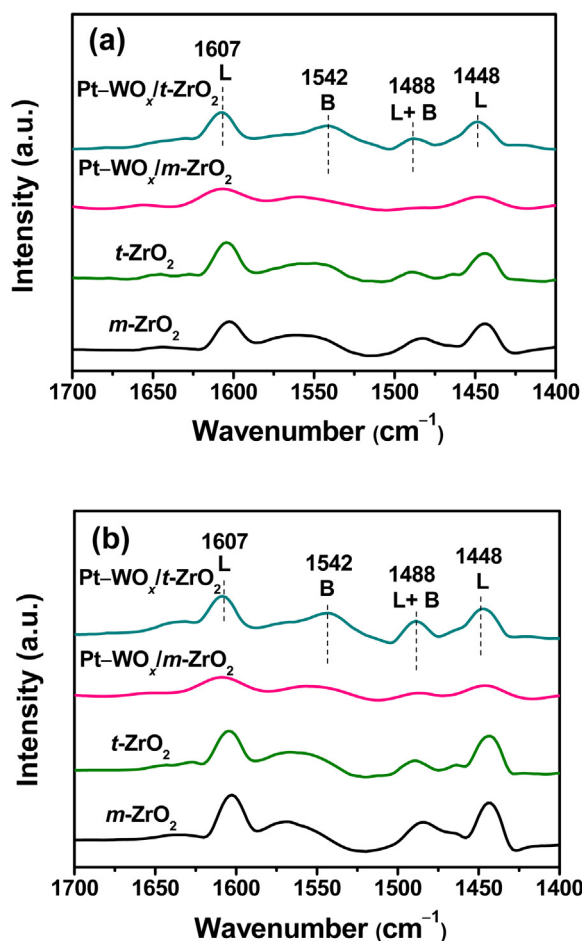 (a)
1607
L
1542
B
1488
L+ B
1448
L
Pt–WOₓ/t-ZrO₂
Pt–WOₓ/m-ZrO₂
t-ZrO₂
m-ZrO₂
Intensity (a.u.)
1700 1650 1600 1550 1500 1450 1400
Wavenumber (cm⁻¹)
(b)
1607
L
1542
B
1488
L+ B
1448
L
Pt–WOₓ/t-ZrO₂
Pt–WOₓ/m-ZrO₂
t-ZrO₂
m-ZrO₂
Intensity (a.u.)
1700 1650 1600 1550 1500 1450 1400
Wavenumber (cm⁻¹)